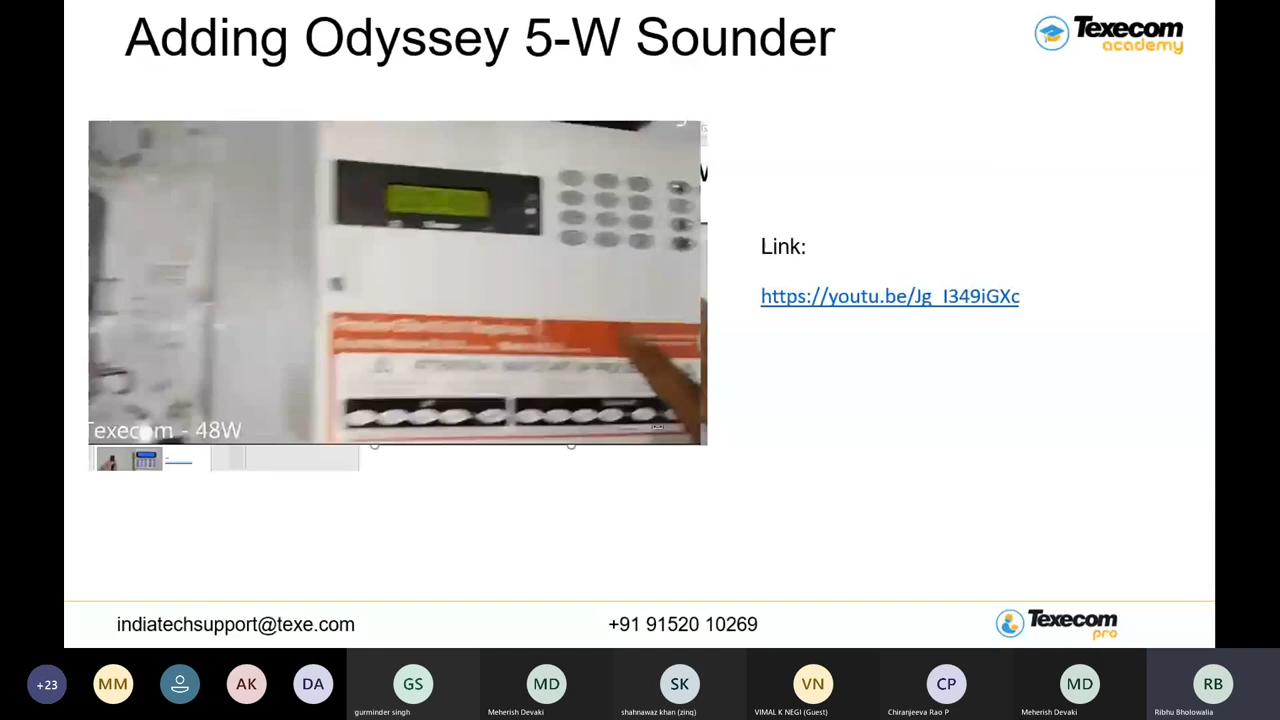 Adding Odyssey 5-W Sounder
Texecom
academy
Link:
https://youtu.be/Jg_I349iGXc
Texecom - 48W
indiatechsupport@texe.com
+91 91520 10269
Texecom
pro
+23
MM
AK
DA
GS
MD
SK
VN
CP
MD
RB
gurminder singh
Meherish Devaki
shahnawaz khan (zinq)
VIMAL K NEGI (Guest)
Chiranjeeva Rao P
Meherish Devaki
Ribhu Bholowalia